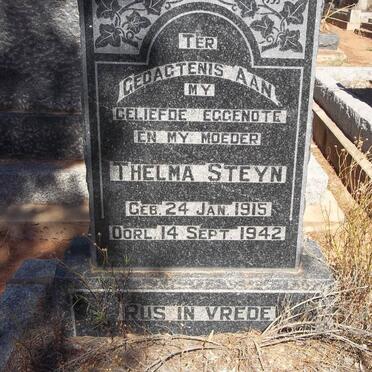 TER
GEDAGTENIS AAN
MY
GELIEFDE EGGENOTE
EN MY MOEDER
THELMA STEYN
GEB. 24 JAN. 1915
OORL. 14 SEPT. 1942
RUS IN VREDE